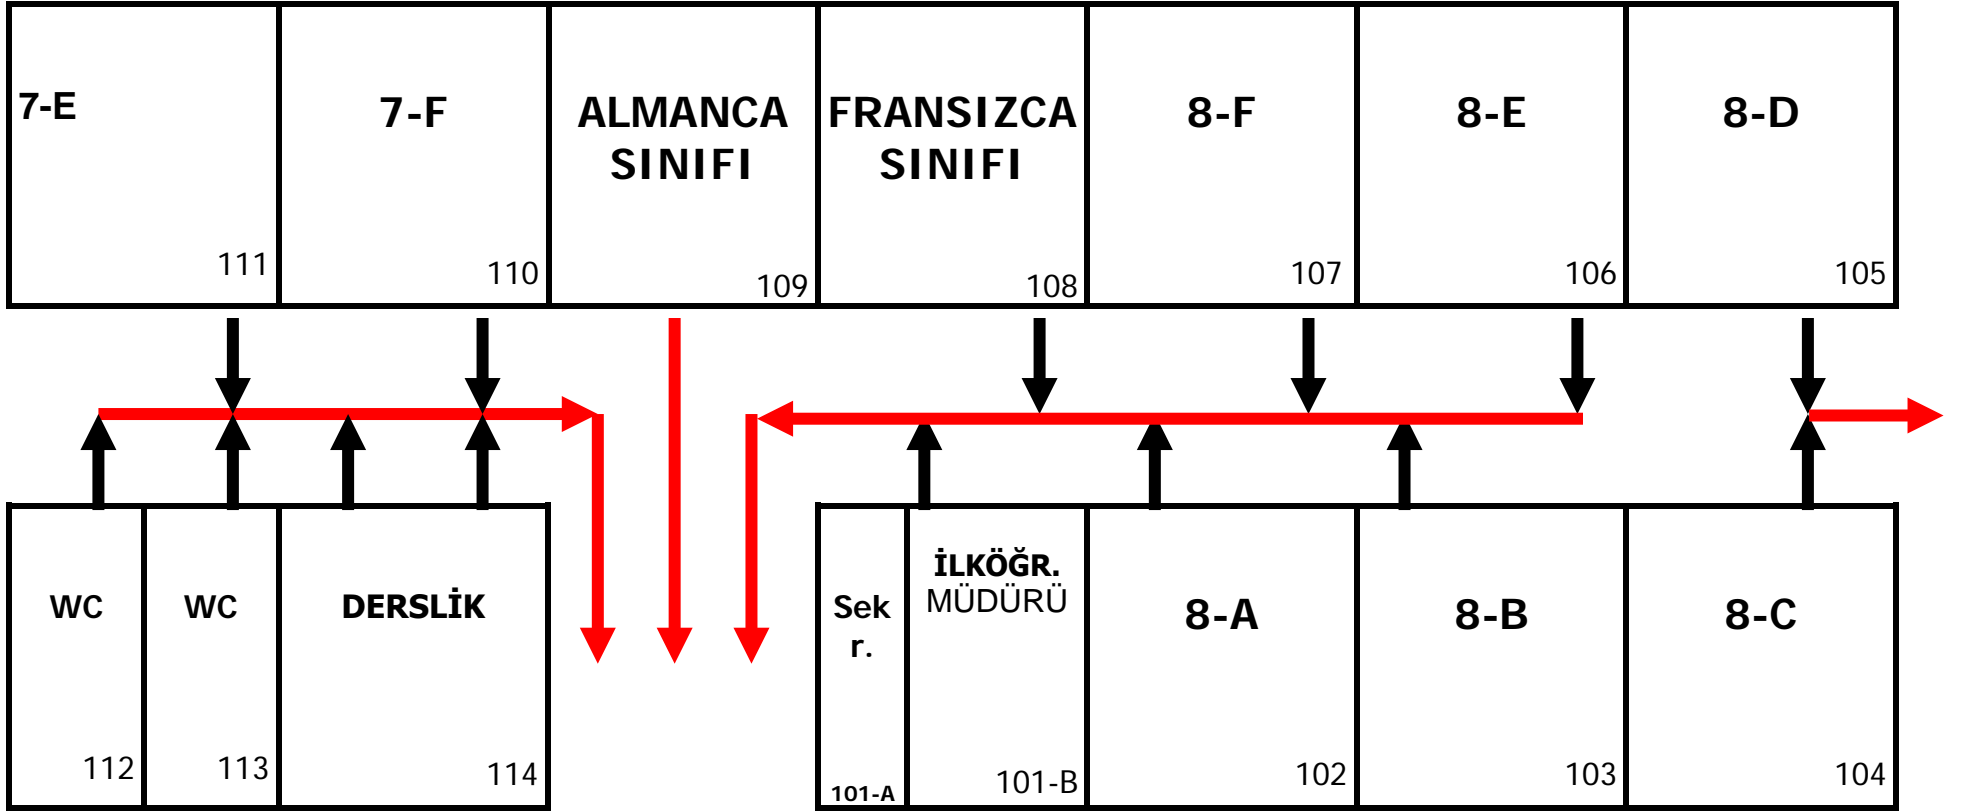 7-E
111
7-F
110
ALMANCA
SINIFI
109
FRANSIZCA
SINIFI
108
8-F
107
8-E
106
8-D
105
WC
112
WC
113
DERSLİK
114
Sek
r.
101-A
İLKÖĞR.
MÜDÜRÜ
101-B
8-A
102
8-B
103
8-C
104